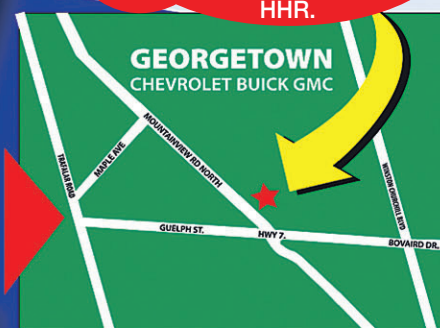 HHR.
GEORGETOWN
CHEVROLET BUICK GMC
MOUNTAINVIEW RD NORTH
MAPLE AVE
TRAFALGAR ROAD
WINSTON CHURCHILL BLVD
GUELPH ST.
HWY 7.
BOVAIRD DR.